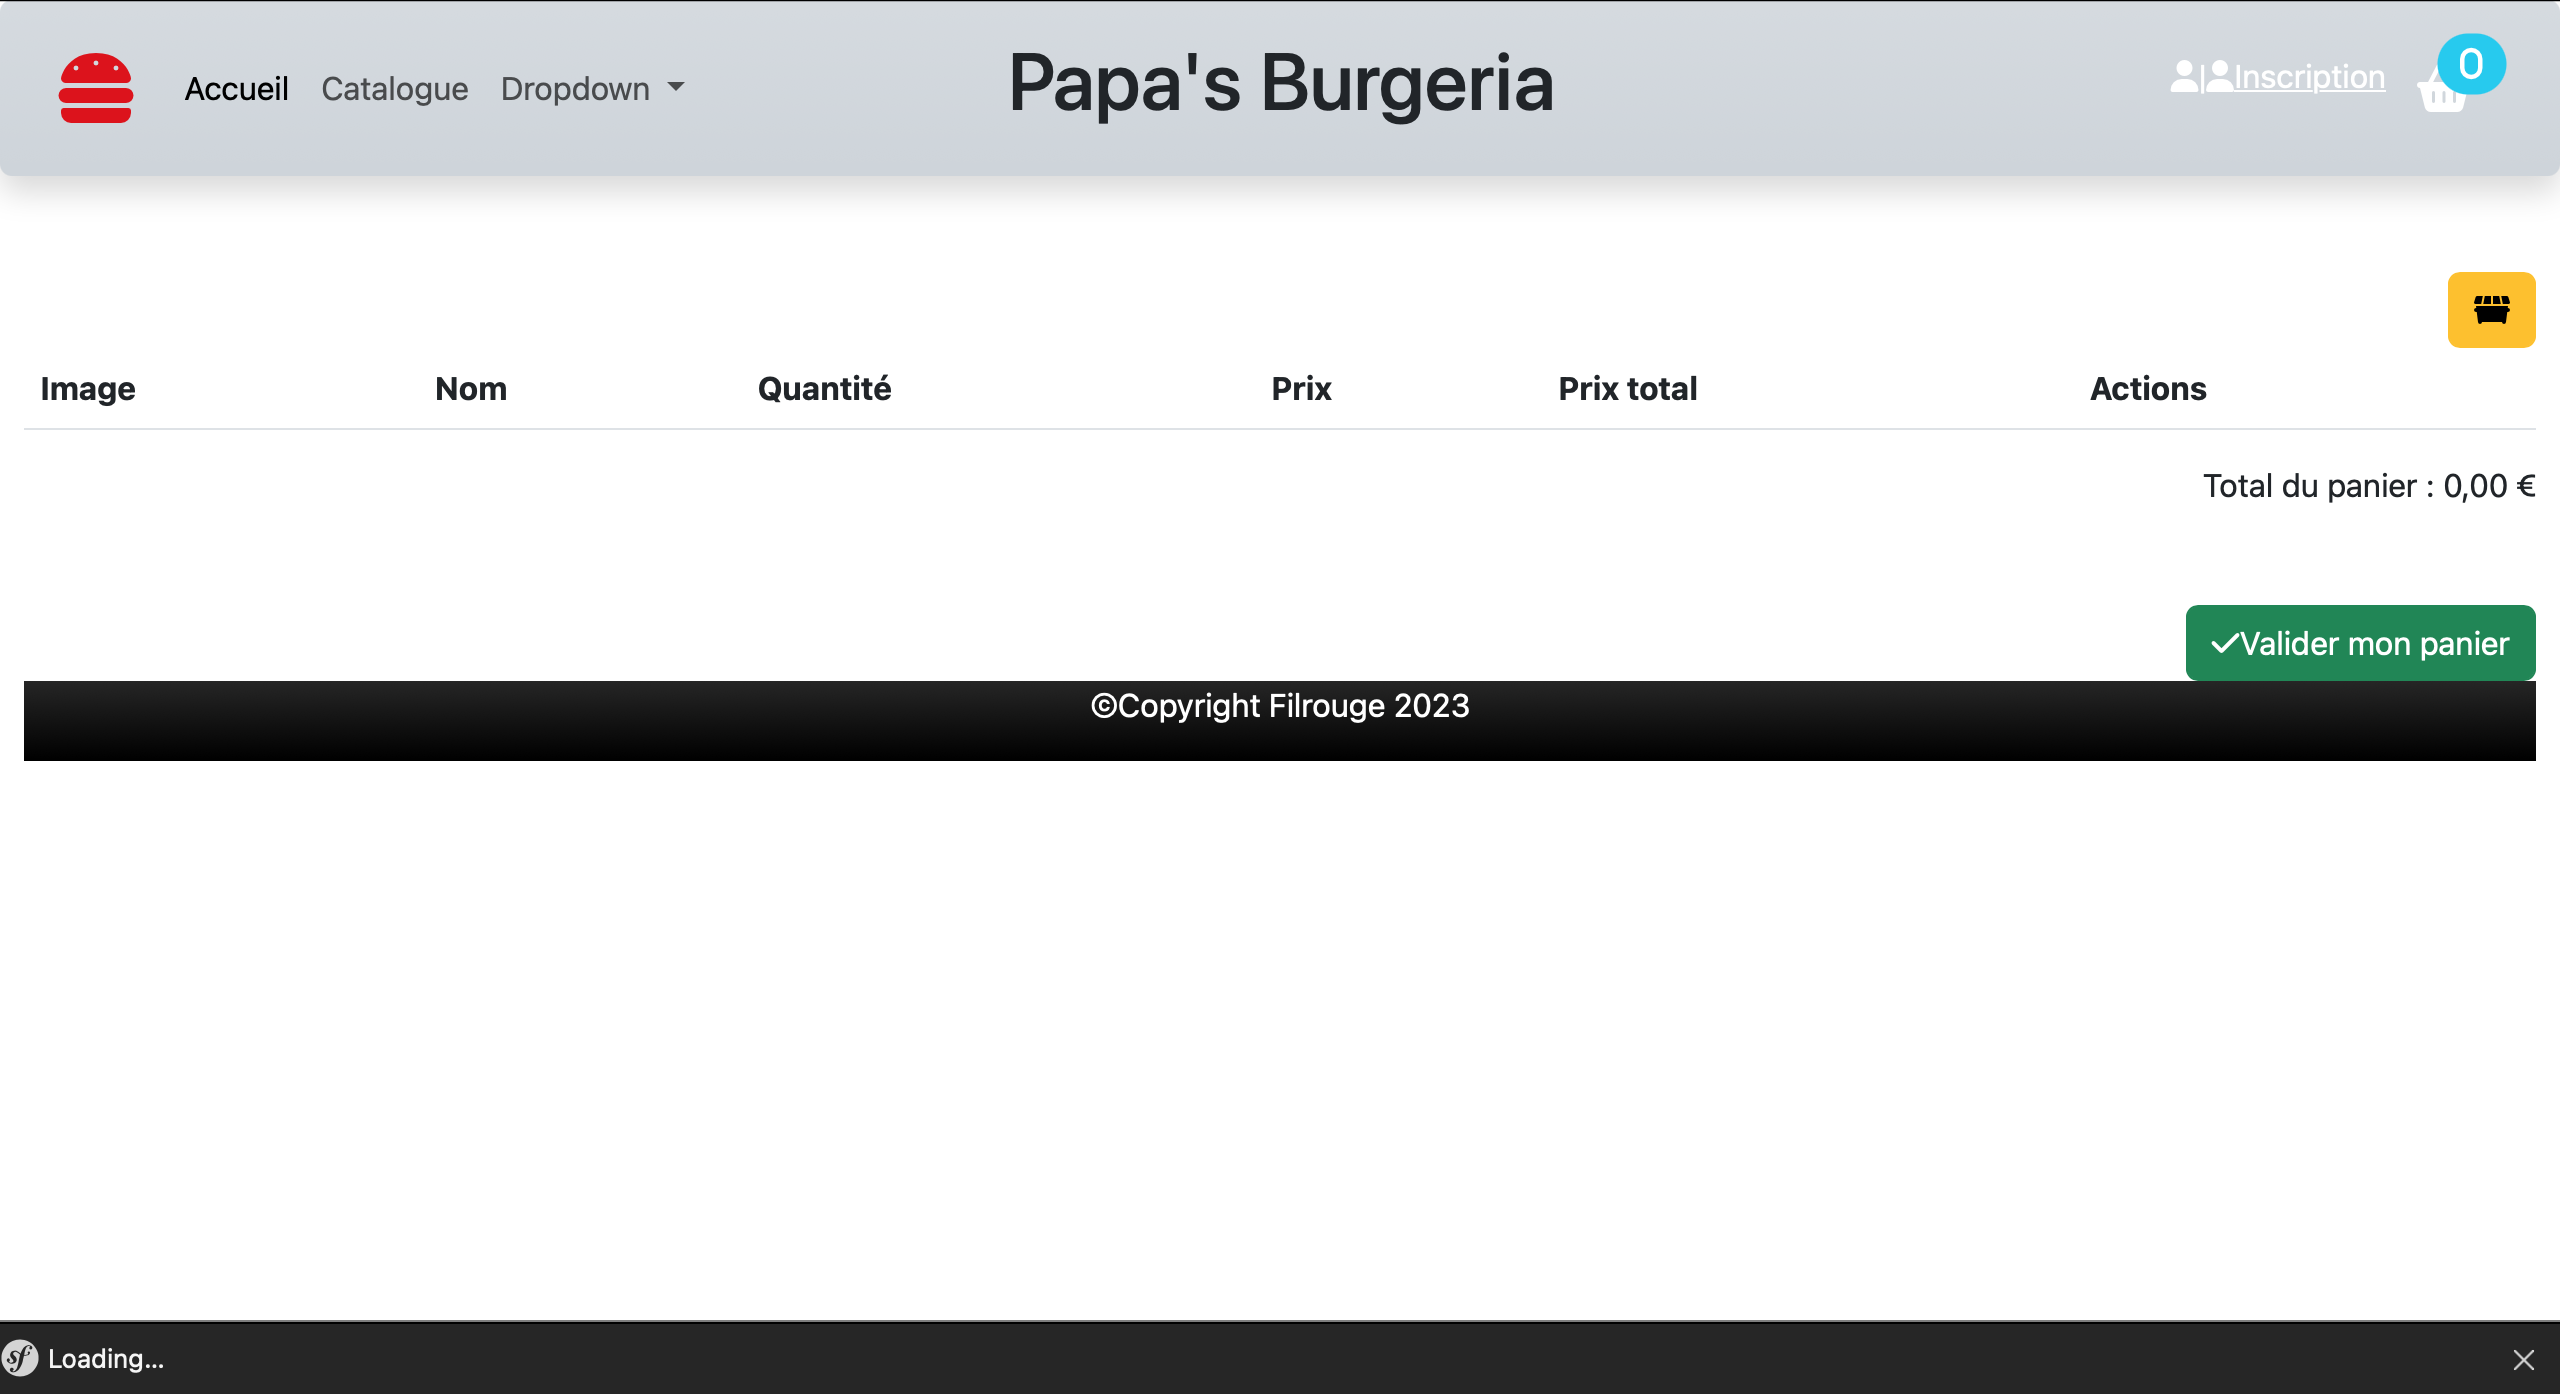 Accueil Catalogue Dropdown Papa's Burgeria |Inscription 0
Image Nom Quantité Prix Prix total Actions
Total du panier : 0,00 €
Valider mon panier
©Copyright Filrouge 2023
sf Loading...